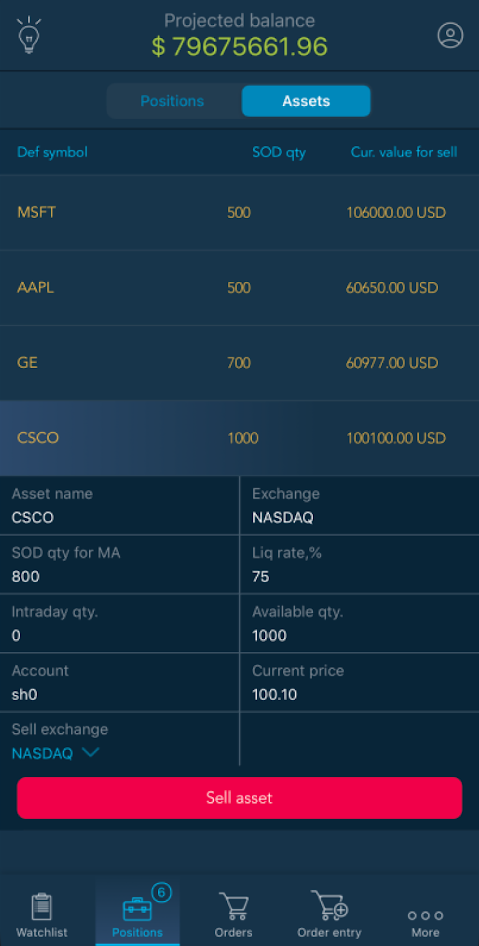 Projected balance
$ 79675661.96
Positions Assets
Def symbol SOD qty Cur. value for sell
MSFT 500 106000.00 USD
AAPL 500 60650.00 USD
GE 700 60977.00 USD
CSCO 1000 100100.00 USD
Asset name Exchange
CSCO NASDAQ
SOD qty for MA Liq rate,%
800 75
Intraday qty. Available qty.
0 1000
Account Current price
sh0 100.10
Sell exchange
NASDAQ
Sell asset
6
Watchlist Positions Orders Order entry More